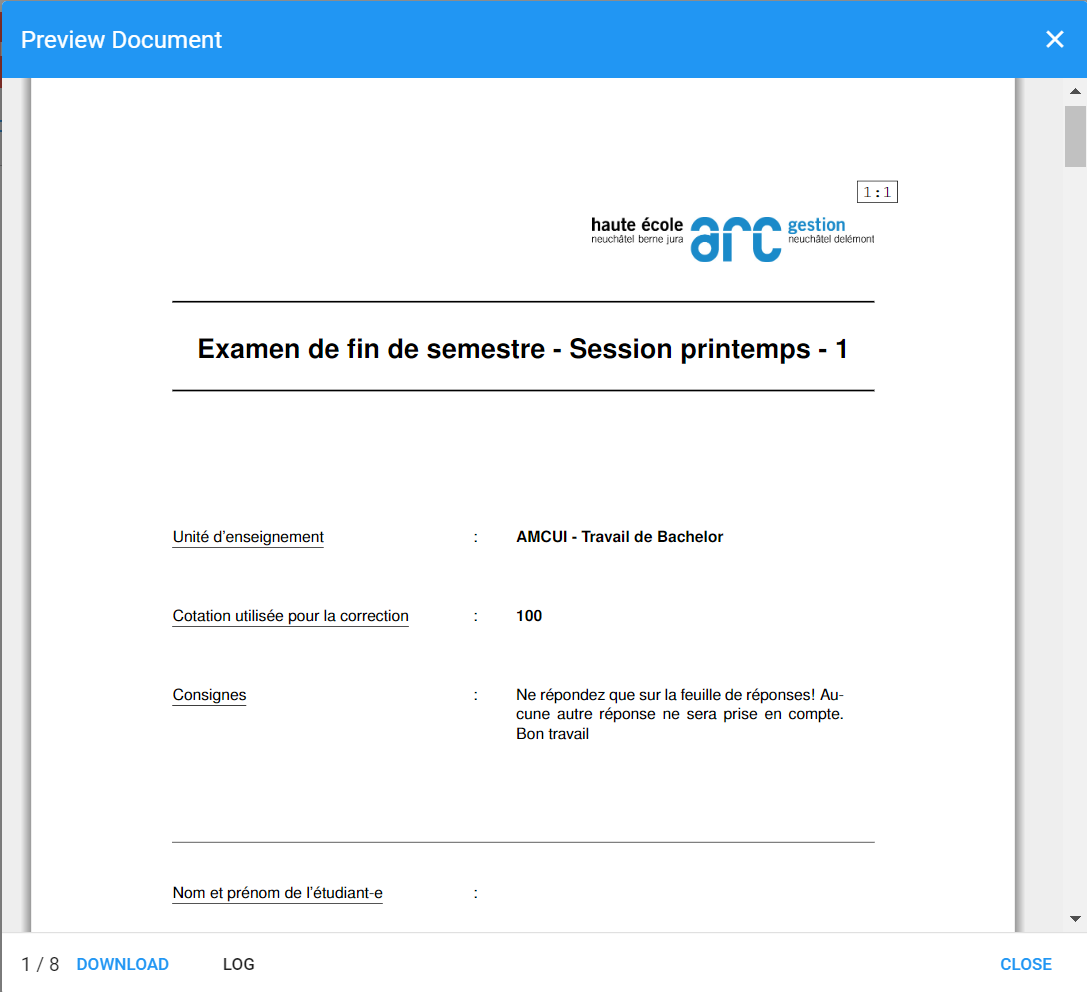 Preview Document
1:1
haute école arc gestion
neuchâtel berne jura neuchâtel delémont
Examen de fin de semestre - Session printemps - 1
Unité d'enseignement : AMCUI - Travail de Bachelor
Cotation utilisée pour la correction : 100
Consignes : Ne répondez que sur la feuille de réponses! Au-
cune autre réponse ne sera prise en compte.
Bon travail
Nom et prénom de l'étudiant-e :
1 / 8 DOWNLOAD LOG CLOSE